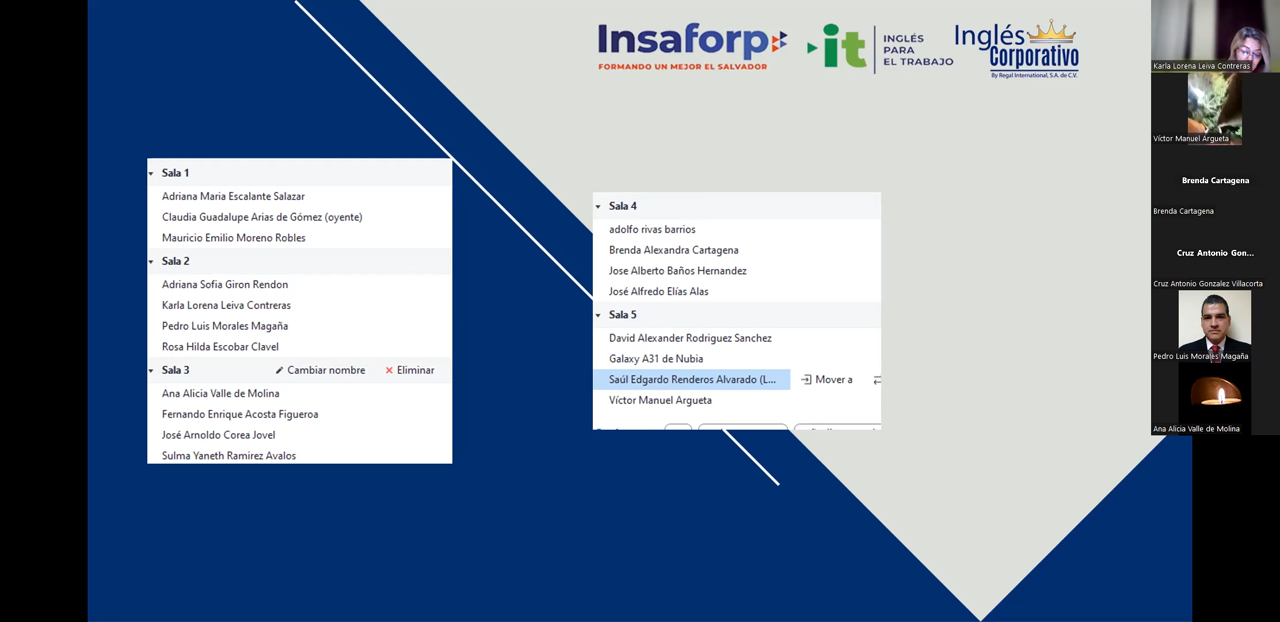 Insaforp
FORMANDO UN MEJOR EL SALVADOR
it
INGLÉS
PARA
EL TRABAJO
Inglés
Corporativo
By Regal International, S.A. de C.V.
Sala 1
Adriana Maria Escalante Salazar
Claudia Guadalupe Arias de Gómez (oyente)
Mauricio Emilio Moreno Robles
Sala 2
Adriana Sofia Giron Rendon
Karla Lorena Leiva Contreras
Pedro Luis Morales Magaña
Rosa Hilda Escobar Clavel
Sala 3 Cambiar nombre Eliminar
Ana Alicia Valle de Molina
Fernando Enrique Acosta Figueroa
José Arnoldo Corea Jovel
Sulma Yaneth Ramirez Avalos
Sala 4
adolfo rivas barrios
Brenda Alexandra Cartagena
Jose Alberto Baños Hernandez
José Alfredo Elías Alas
Sala 5
David Alexander Rodriguez Sanchez
Galaxy A31 de Nubia
Saúl Edgardo Renderos Alvarado (L... Mover a
Víctor Manuel Argueta
Karla Lorena Leiva Contreras
Víctor Manuel Argueta
Brenda Cartagena
Brenda Cartagena
Cruz Antonio Gon...
Cruz Antonio Gonzalez Villacorta
Pedro Luis Morales Magaña
Ana Alicia Valle de Molina